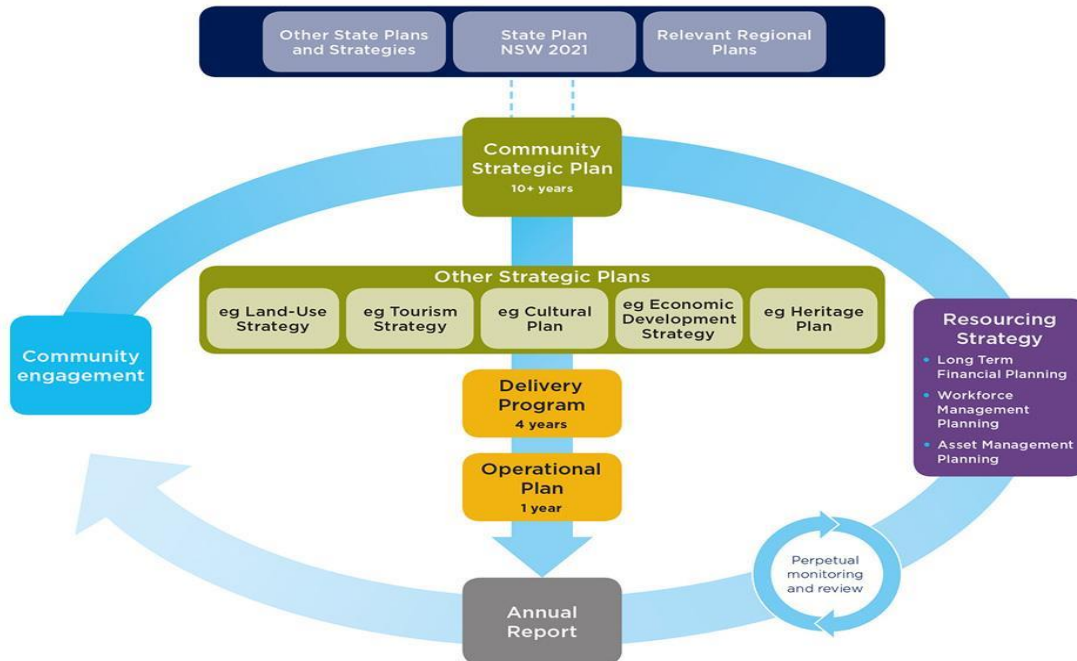 Other State Plans
and Strategies
State Plan
NSW 2021
Relevant Regional
Plans
Community
Strategic Plan
10+ years
Other Strategic Plans
eg Land-Use
Strategy
eg Tourism
Strategy
eg Cultural
Plan
eg Economic
Development
Strategy
eg Heritage
Plan
Community
engagement
Resourcing
Strategy
• Long Term
Financial Planning
• Workforce
Management
Planning
• Asset Management
Planning
Delivery
Program
4 years
Operational
Plan
1 year
Perpetual
monitoring
and review
Annual
Report